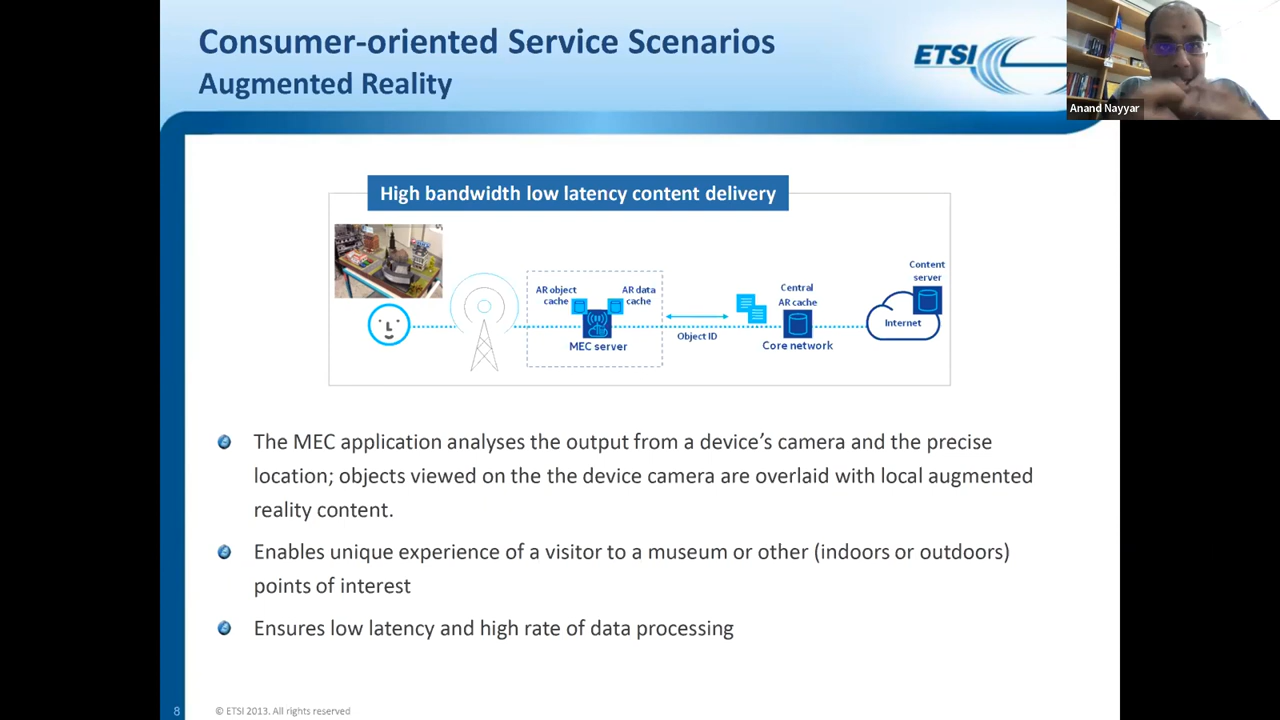 Consumer-oriented Service Scenarios
Augmented Reality
ETSI
Anand Nayyar
High bandwidth low latency content delivery
AR object
cache
AR data
cache
MEC server
Object ID
Central
AR cache
Core network
Content
server
Internet
The MEC application analyses the output from a device’s camera and the precise
location; objects viewed on the the device camera are overlaid with local augmented
reality content.
Enables unique experience of a visitor to a museum or other (indoors or outdoors)
points of interest
Ensures low latency and high rate of data processing
8
© ETSI 2013. All rights reserved